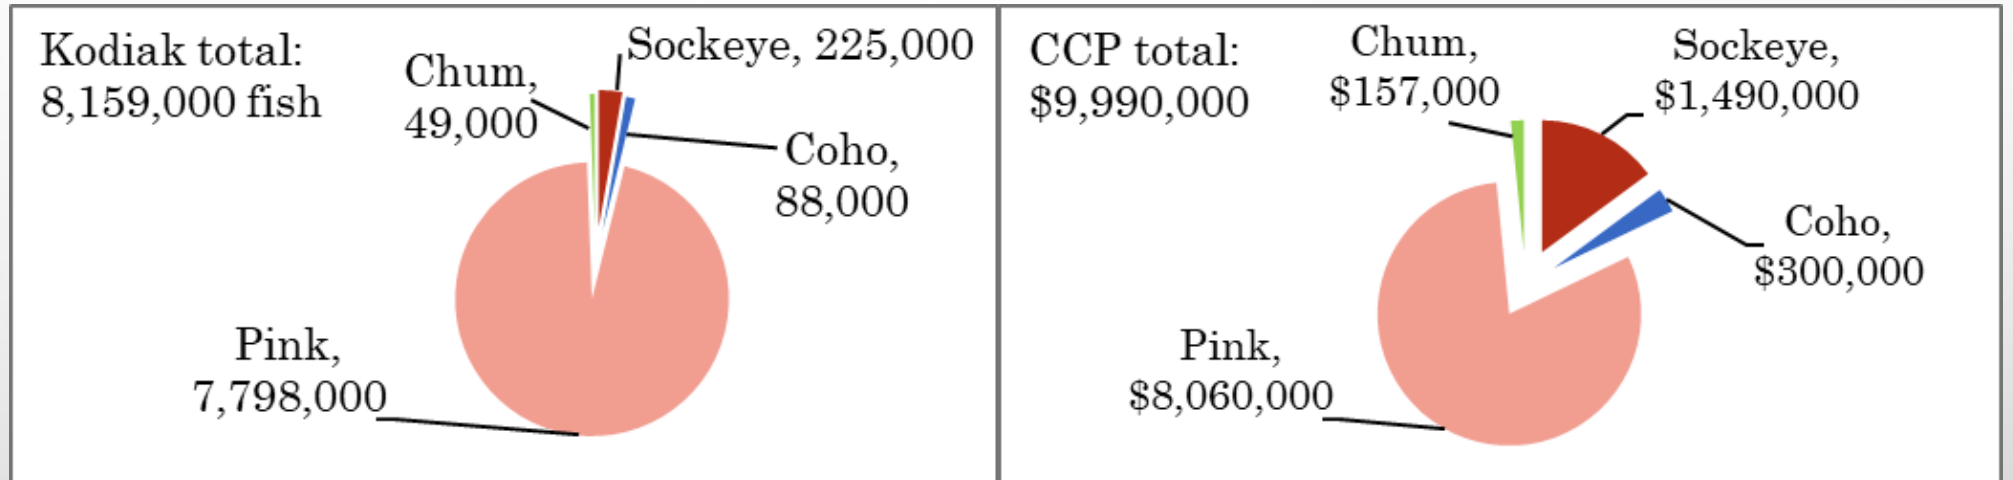 Kodiak total:
8,159,000 fish
Chum,
49,000
Sockeye, 225,000
Coho,
88,000
Pink,
7,798,000
CCP total:
$9,990,000
Chum,
$157,000
Sockeye,
$1,490,000
Coho,
$300,000
Pink,
$8,060,000